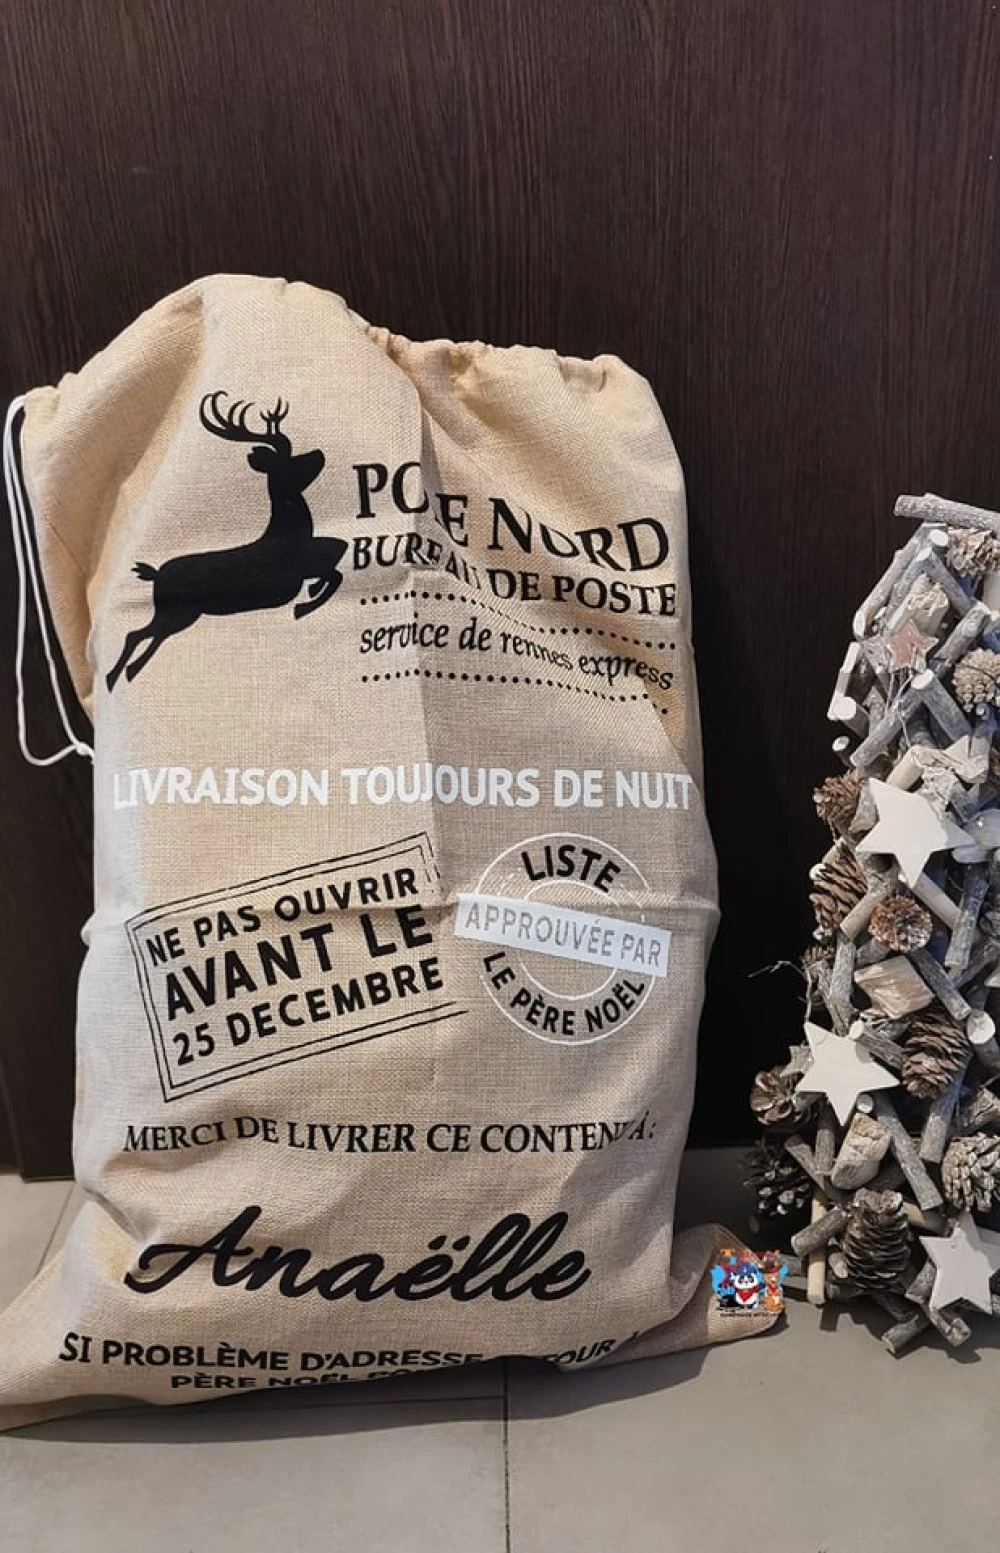 POLE NORD
BUREAU DE POSTE
service de rennes express
LIVRAISON TOUJOURS DE NUIT
NE PAS OUVRIR
AVANT LE
25 DECEMBRE
LISTE
APPROUVÉE PAR
LE PÈRE NOËL
MERCI DE LIVRER CE CONTENU À :
Anaëlle
SI PROBLÈME D'ADRESSE RETOUR
PÈRE NOËL